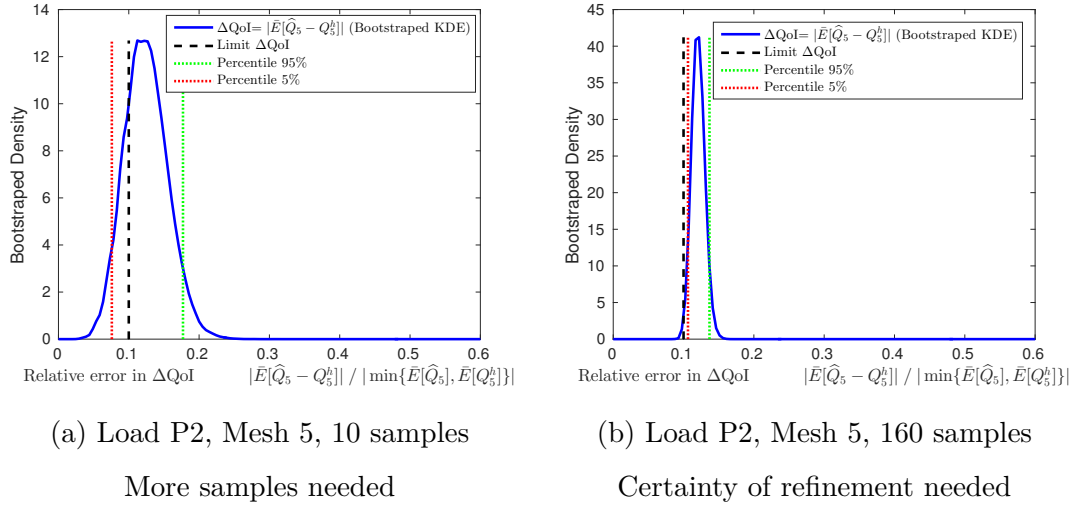 ΔQoI= |Ē[Q̂₅ − Q₅ʰ]| (Bootstraped KDE)
Limit ΔQoI
Percentile 95%
Percentile 5%
Bootstraped Density
14
12
10
8
6
4
2
0
0 0.1 0.2 0.3 0.4 0.5 0.6
Relative error in ΔQoI |Ē[Q̂₅ − Q₅ʰ]| / | min{Ē[Q̂₅], Ē[Q₅ʰ]}|
(a) Load P2, Mesh 5, 10 samples
More samples needed
ΔQoI= |Ē[Q̂₅ − Q₅ʰ]| (Bootstraped KDE)
Limit ΔQoI
Percentile 95%
Percentile 5%
Bootstraped Density
45
40
35
30
25
20
15
10
5
0
0 0.1 0.2 0.3 0.4 0.5 0.6
Relative error in ΔQoI |Ē[Q̂₅ − Q₅ʰ]| / | min{Ē[Q̂₅], Ē[Q₅ʰ]}|
(b) Load P2, Mesh 5, 160 samples
Certainty of refinement needed